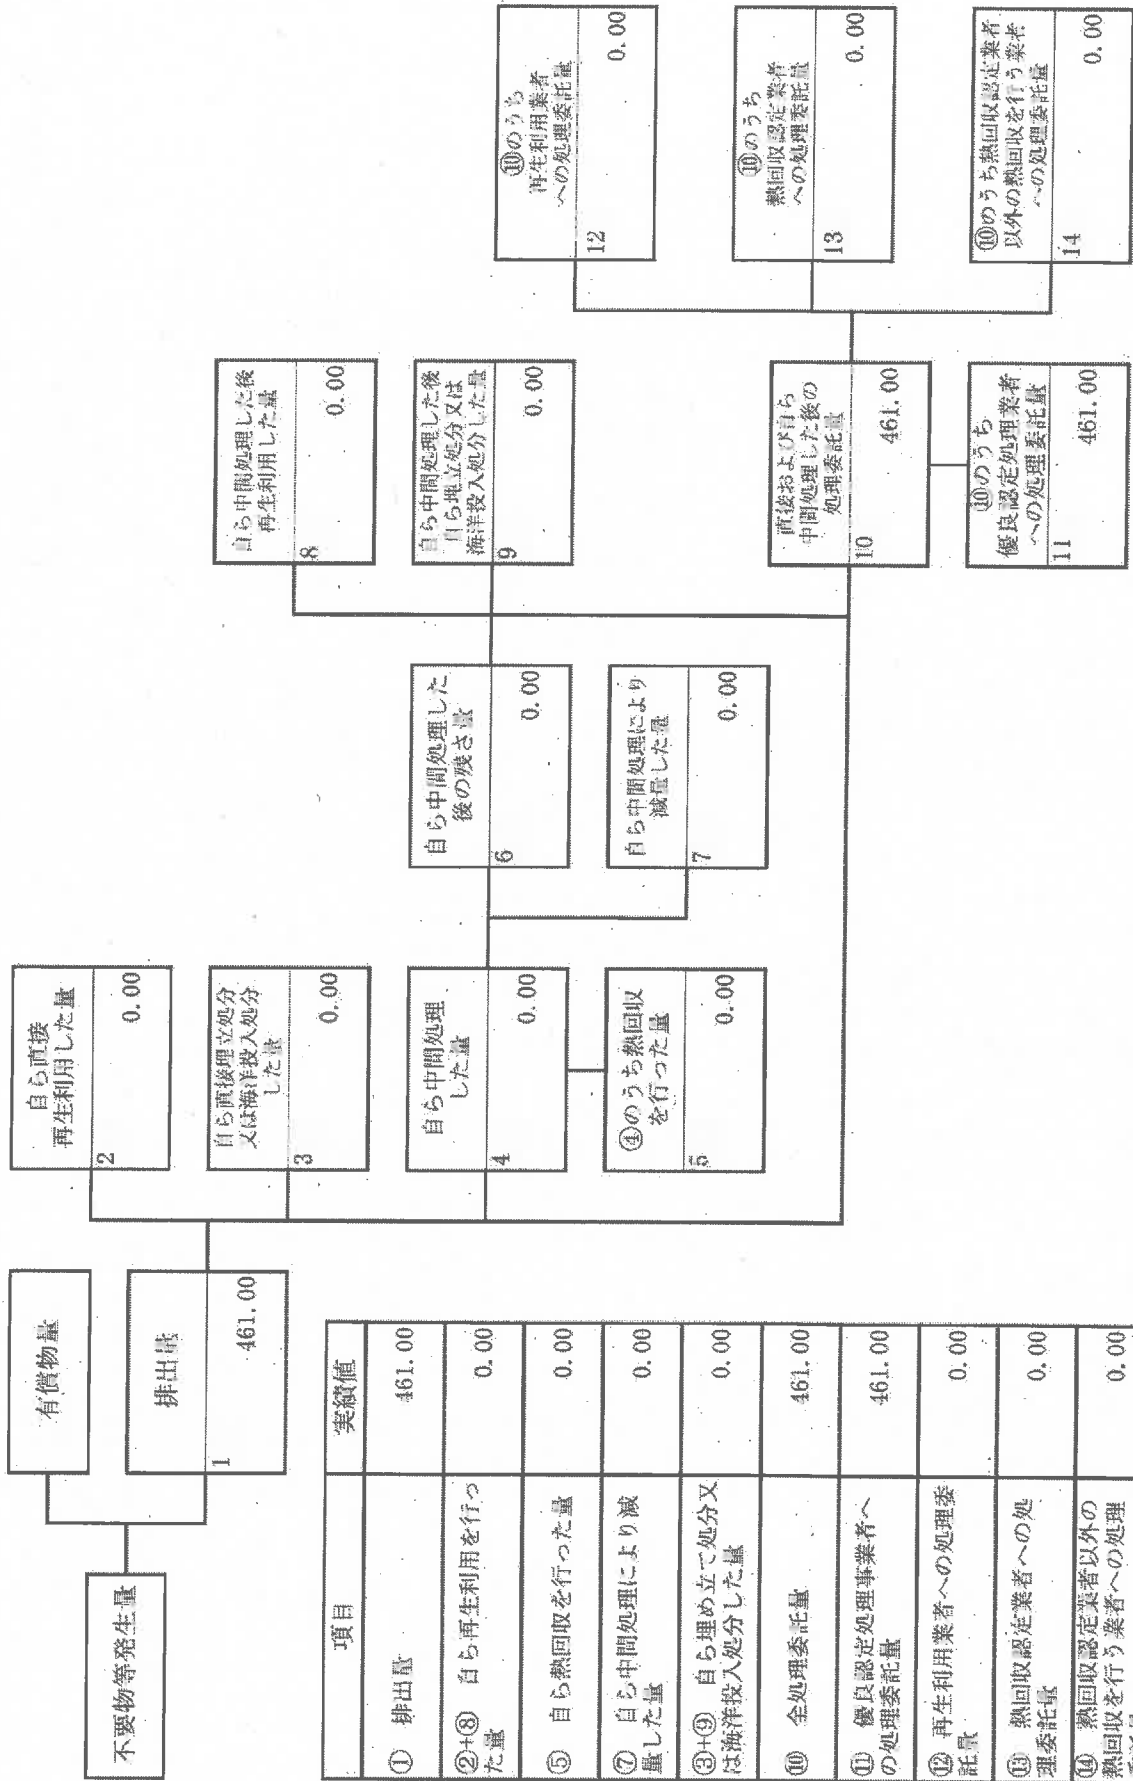 不要物等発生量
有償物量
排出量
1
461.00
自ら直接
再生利用した量
2
0.00
自ら直接埋立処分
又は海洋投入処分
した量
3
0.00
自ら中間処理
した量
4
0.00
④のうち熱回収
を行った量
5
0.00
自ら中間処理した
後の残さ量
6
0.00
自ら中間処理により
減量した量
7
0.00
自ら中間処理した後
再生利用した量
8
0.00
自ら中間処理した後
自ら埋立処分又は
海洋投入処分した量
9
0.00
直接および自ら
中間処理した後の
処理委託量
10
461.00
⑩のうち
優良認定処理業者
への処理委託量
11
461.00
⑩のうち
再生利用業者
への処理委託量
12
0.00
⑩のうち
熱回収認定業者
への処理委託量
13
0.00
⑩のうち熱回収認定業者
以外の熱回収を行う業者
への処理委託量
14
0.00
項目 実績値
① 排出量 461.00
②+⑧ 自ら再生利用を行っ
た量 0.00
⑤ 自ら熱回収を行った量 0.00
⑦ 自ら中間処理により減
量した量 0.00
③+⑨ 自ら埋め立て処分又
は海洋投入処分した量 0.00
⑩ 全処理委託量 461.00
⑪ 優良認定処理事業者へ
の処理委託量 461.00
⑫ 再生利用業者への処理委
託量 0.00
⑬ 熱回収認定業者への処
理委託量 0.00
⑭ 熱回収認定業者以外の
熱回収を行う業者への処理 0.00